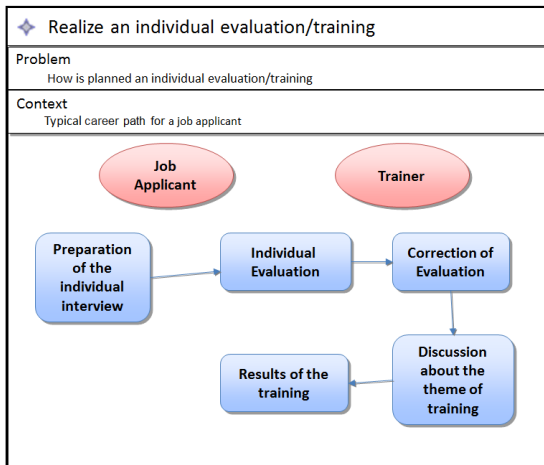 Realize an individual evaluation/training
Problem
How is planned an individual evaluation/training
Context
Typical career path for a job applicant
Job
Applicant
Trainer
Preparation
of the
individual
interview
Individual
Evaluation
Correction of
Evaluation
Results of the
training
Discussion
about the
theme of
training